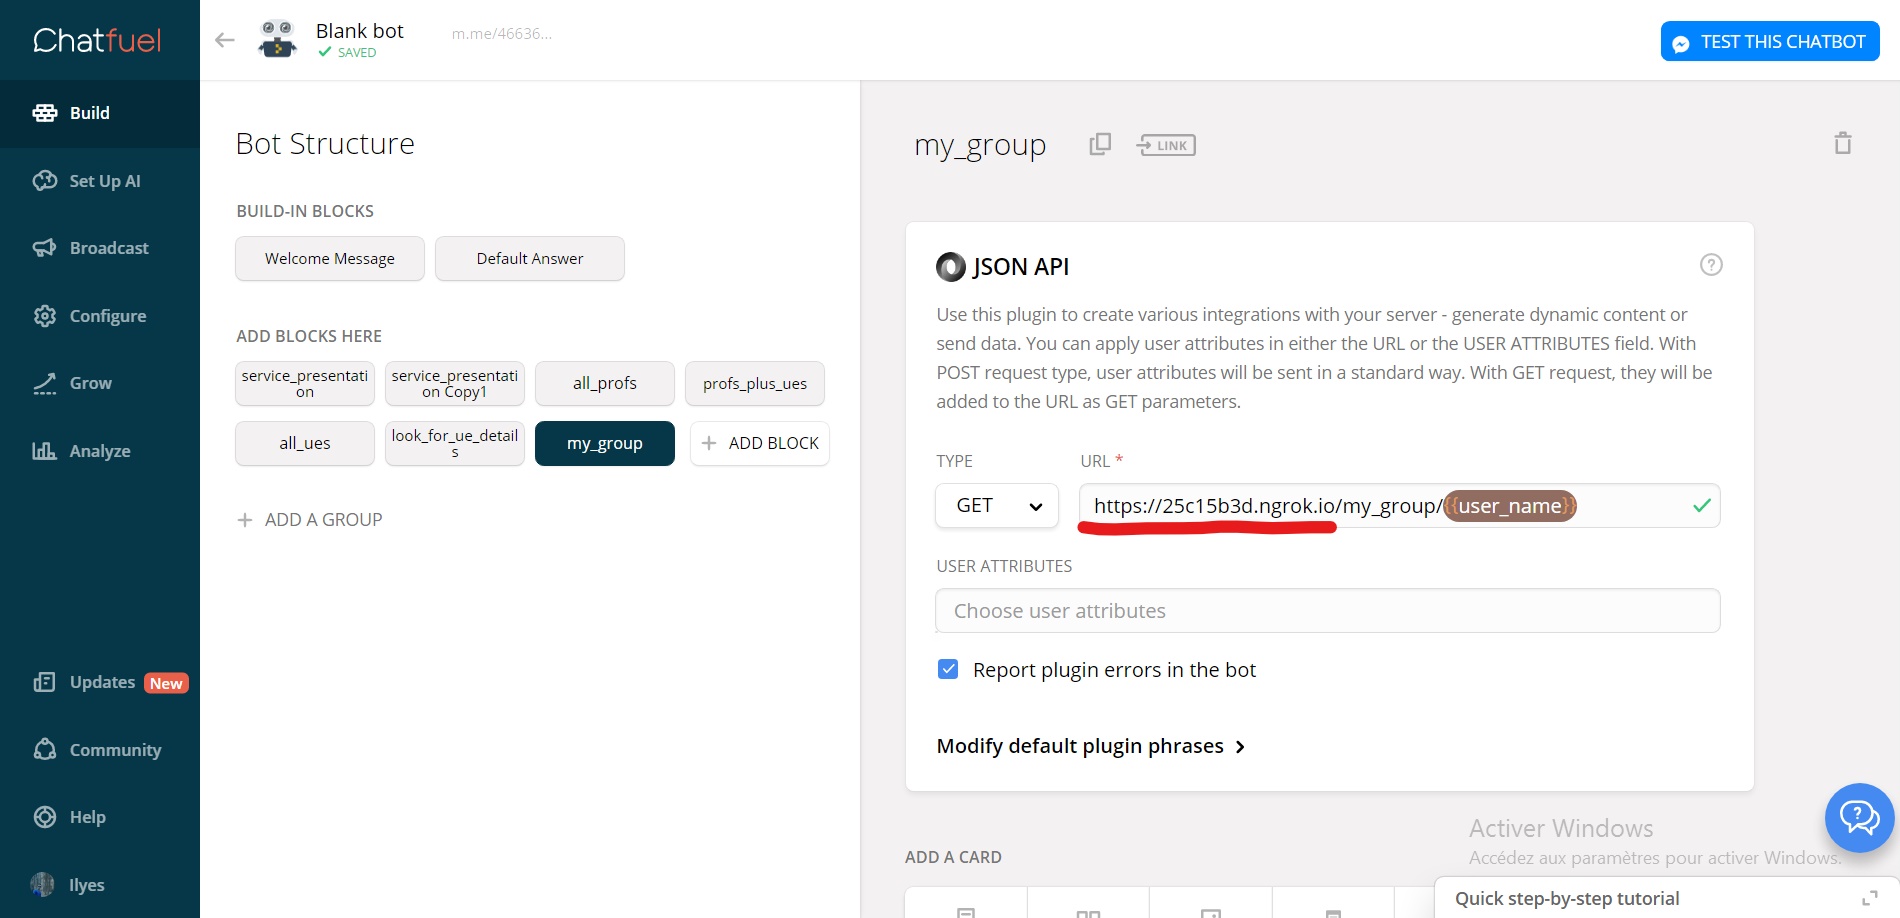 Chatfuel
Build
Set Up AI
Broadcast
Configure
Grow
Analyze
Updates New
Community
Help
Ilyes
Blank bot
SAVED
m.me/46636...
TEST THIS CHATBOT
Bot Structure
BUILD-IN BLOCKS
Welcome Message
Default Answer
ADD BLOCKS HERE
service_presentati
on
service_presentati
on Copy1
all_profs
profs_plus_ues
all_ues
look_for_ue_detail
s
my_group
+ ADD BLOCK
+ ADD A GROUP
my_group
LINK
JSON API
?
Use this plugin to create various integrations with your server - generate dynamic content or
send data. You can apply user attributes in either the URL or the USER ATTRIBUTES field. With
POST request type, user attributes will be sent in a standard way. With GET request, they will be
added to the URL as GET parameters.
TYPE
URL *
GET
https://25c15b3d.ngrok.io/my_group/{{user_name}}
USER ATTRIBUTES
Choose user attributes
Report plugin errors in the bot
Modify default plugin phrases
ADD A CARD
Activer Windows
Accédez aux paramètres pour activer Windows.
Quick step-by-step tutorial